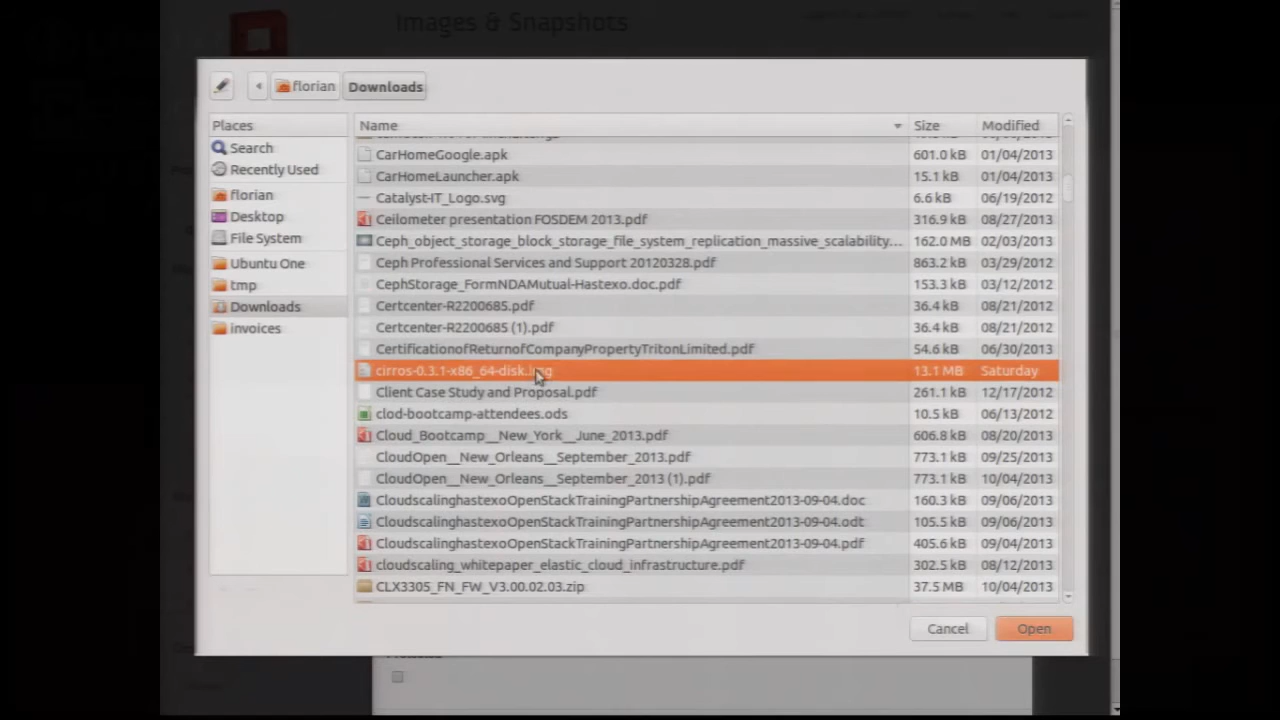 Images & Snapshots
florian
Downloads
Places
Search
Recently Used
florian
Desktop
File System
Ubuntu One
tmp
Downloads
invoices
Name Size Modified
CarHomeGoogle.apk 601.0 kB 01/04/2013
CarHomeLauncher.apk 15.1 kB 01/04/2013
Catalyst-IT_Logo.svg 6.6 kB 06/19/2012
Ceilometer presentation FOSDEM 2013.pdf 316.9 kB 08/27/2013
Ceph_object_storage_block_storage_file_system_replication_massive_scalability... 162.0 MB 02/03/2013
Ceph Professional Services and Support 20120328.pdf 863.2 kB 03/29/2012
CephStorage_FormNDAMutual-Hastexo.doc.pdf 153.3 kB 03/12/2012
Certcenter-R2200685.pdf 36.4 kB 08/21/2012
Certcenter-R2200685 (1).pdf 36.4 kB 08/21/2012
CertificationofReturnofCompanyPropertyTritonLimited.pdf 54.6 kB 06/30/2013
cirros-0.3.1-x86_64-disk.img 13.1 MB Saturday
Client Case Study and Proposal.pdf 261.1 kB 12/17/2012
clod-bootcamp-attendees.ods 10.5 kB 06/13/2012
Cloud_Bootcamp__New_York__June_2013.pdf 606.8 kB 08/20/2013
CloudOpen__New_Orleans__September_2013.pdf 773.1 kB 09/25/2013
CloudOpen__New_Orleans__September_2013 (1).pdf 773.1 kB 10/04/2013
CloudscalinghastexoOpenStackTrainingPartnershipAgreement2013-09-04.doc 160.3 kB 09/06/2013
CloudscalinghastexoOpenStackTrainingPartnershipAgreement2013-09-04.odt 105.5 kB 09/06/2013
CloudscalinghastexoOpenStackTrainingPartnershipAgreement2013-09-04.pdf 405.6 kB 09/04/2013
cloudscaling_whitepaper_elastic_cloud_infrastructure.pdf 302.5 kB 08/12/2013
CLX3305_FN_FW_V3.00.02.03.zip 37.5 MB 10/04/2013
Cancel
Open